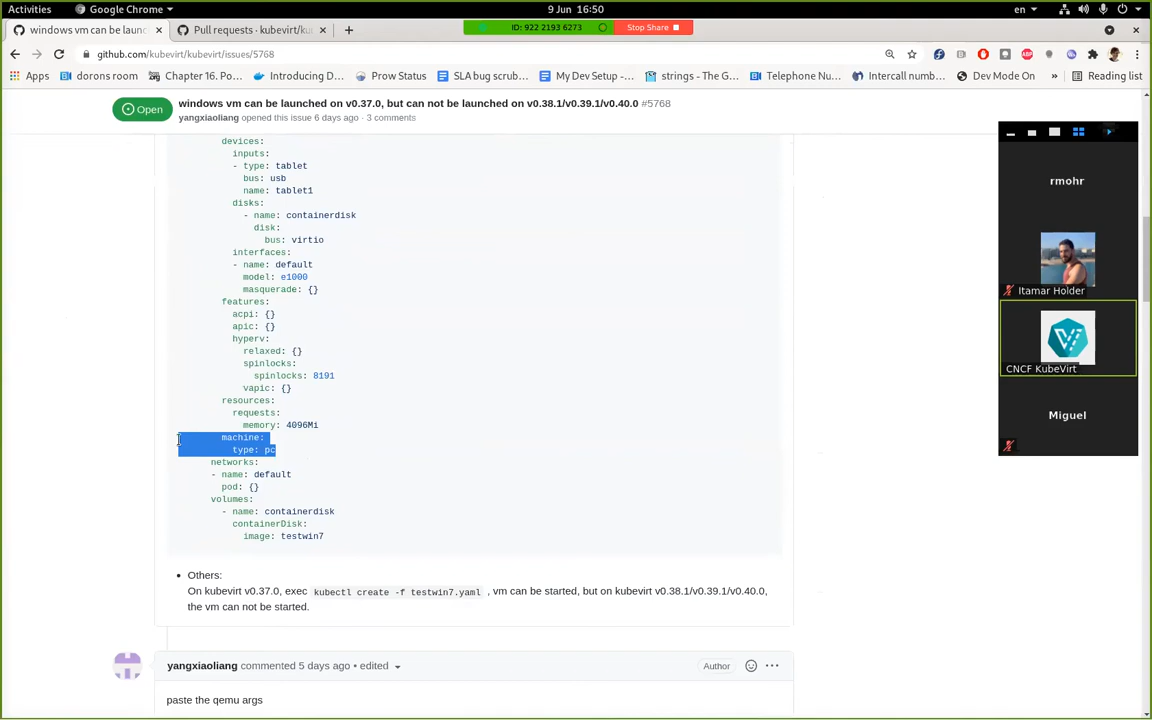 Activities Google Chrome 9 Jun 16:50 en
windows vm can be launc Pull requests · kubevirt/ku ID: 922 2193 6273 Stop Share
github.com/kubevirt/kubevirt/issues/5768
Apps dorons room Chapter 16. Po... Introducing D... Prow Status SLA bug scrub... My Dev Setup -... strings - The G... Telephone Nu... Intercall numb... Dev Mode On » Reading list
Open
windows vm can be launched on v0.37.0, but can not be launched on v0.38.1/v0.39.1/v0.40.0 #5768
yangxiaoliang opened this issue 6 days ago · 3 comments
devices:
inputs:
- type: tablet
bus: usb
name: tablet1
disks:
- name: containerdisk
disk:
bus: virtio
interfaces:
- name: default
model: e1000
masquerade: {}
features:
acpi: {}
apic: {}
hyperv:
relaxed: {}
spinlocks:
spinlocks: 8191
vapic: {}
resources:
requests:
memory: 4096Mi
machine:
type: pc
networks:
- name: default
pod: {}
volumes:
- name: containerdisk
containerDisk:
image: testwin7
• Others:
On kubevirt v0.37.0, exec kubectl create -f testwin7.yaml , vm can be started, but on kubevirt v0.38.1/v0.39.1/v0.40.0,
the vm can not be started.
yangxiaoliang commented 5 days ago • edited Author
paste the qemu args
rmohr
Itamar Holder
CNCF KubeVirt
Miguel